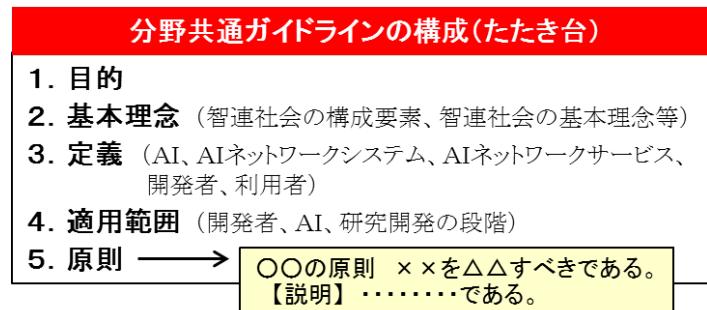 分野共通ガイドラインの構成(たたき台)
1. 目的
2. 基本理念 (智連社会の構成要素、智連社会の基本理念等)
3. 定義 (AI、AIネットワークシステム、AIネットワークサービス、
開発者、利用者)
4. 適用範囲 (開発者、AI、研究開発の段階)
5. 原則
〇〇の原則 ××を△△すべきである。
【説明】 ・・・・・・・・である。